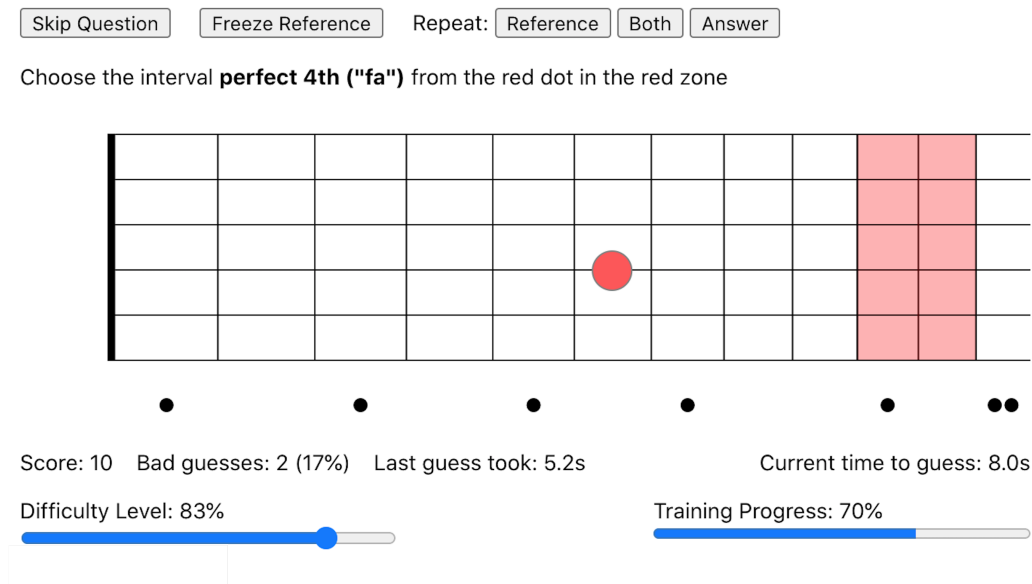 Skip Question Freeze Reference Repeat: Reference Both Answer
Choose the interval perfect 4th ("fa") from the red dot in the red zone
Score: 10 Bad guesses: 2 (17%) Last guess took: 5.2s Current time to guess: 8.0s
Difficulty Level: 83% Training Progress: 70%